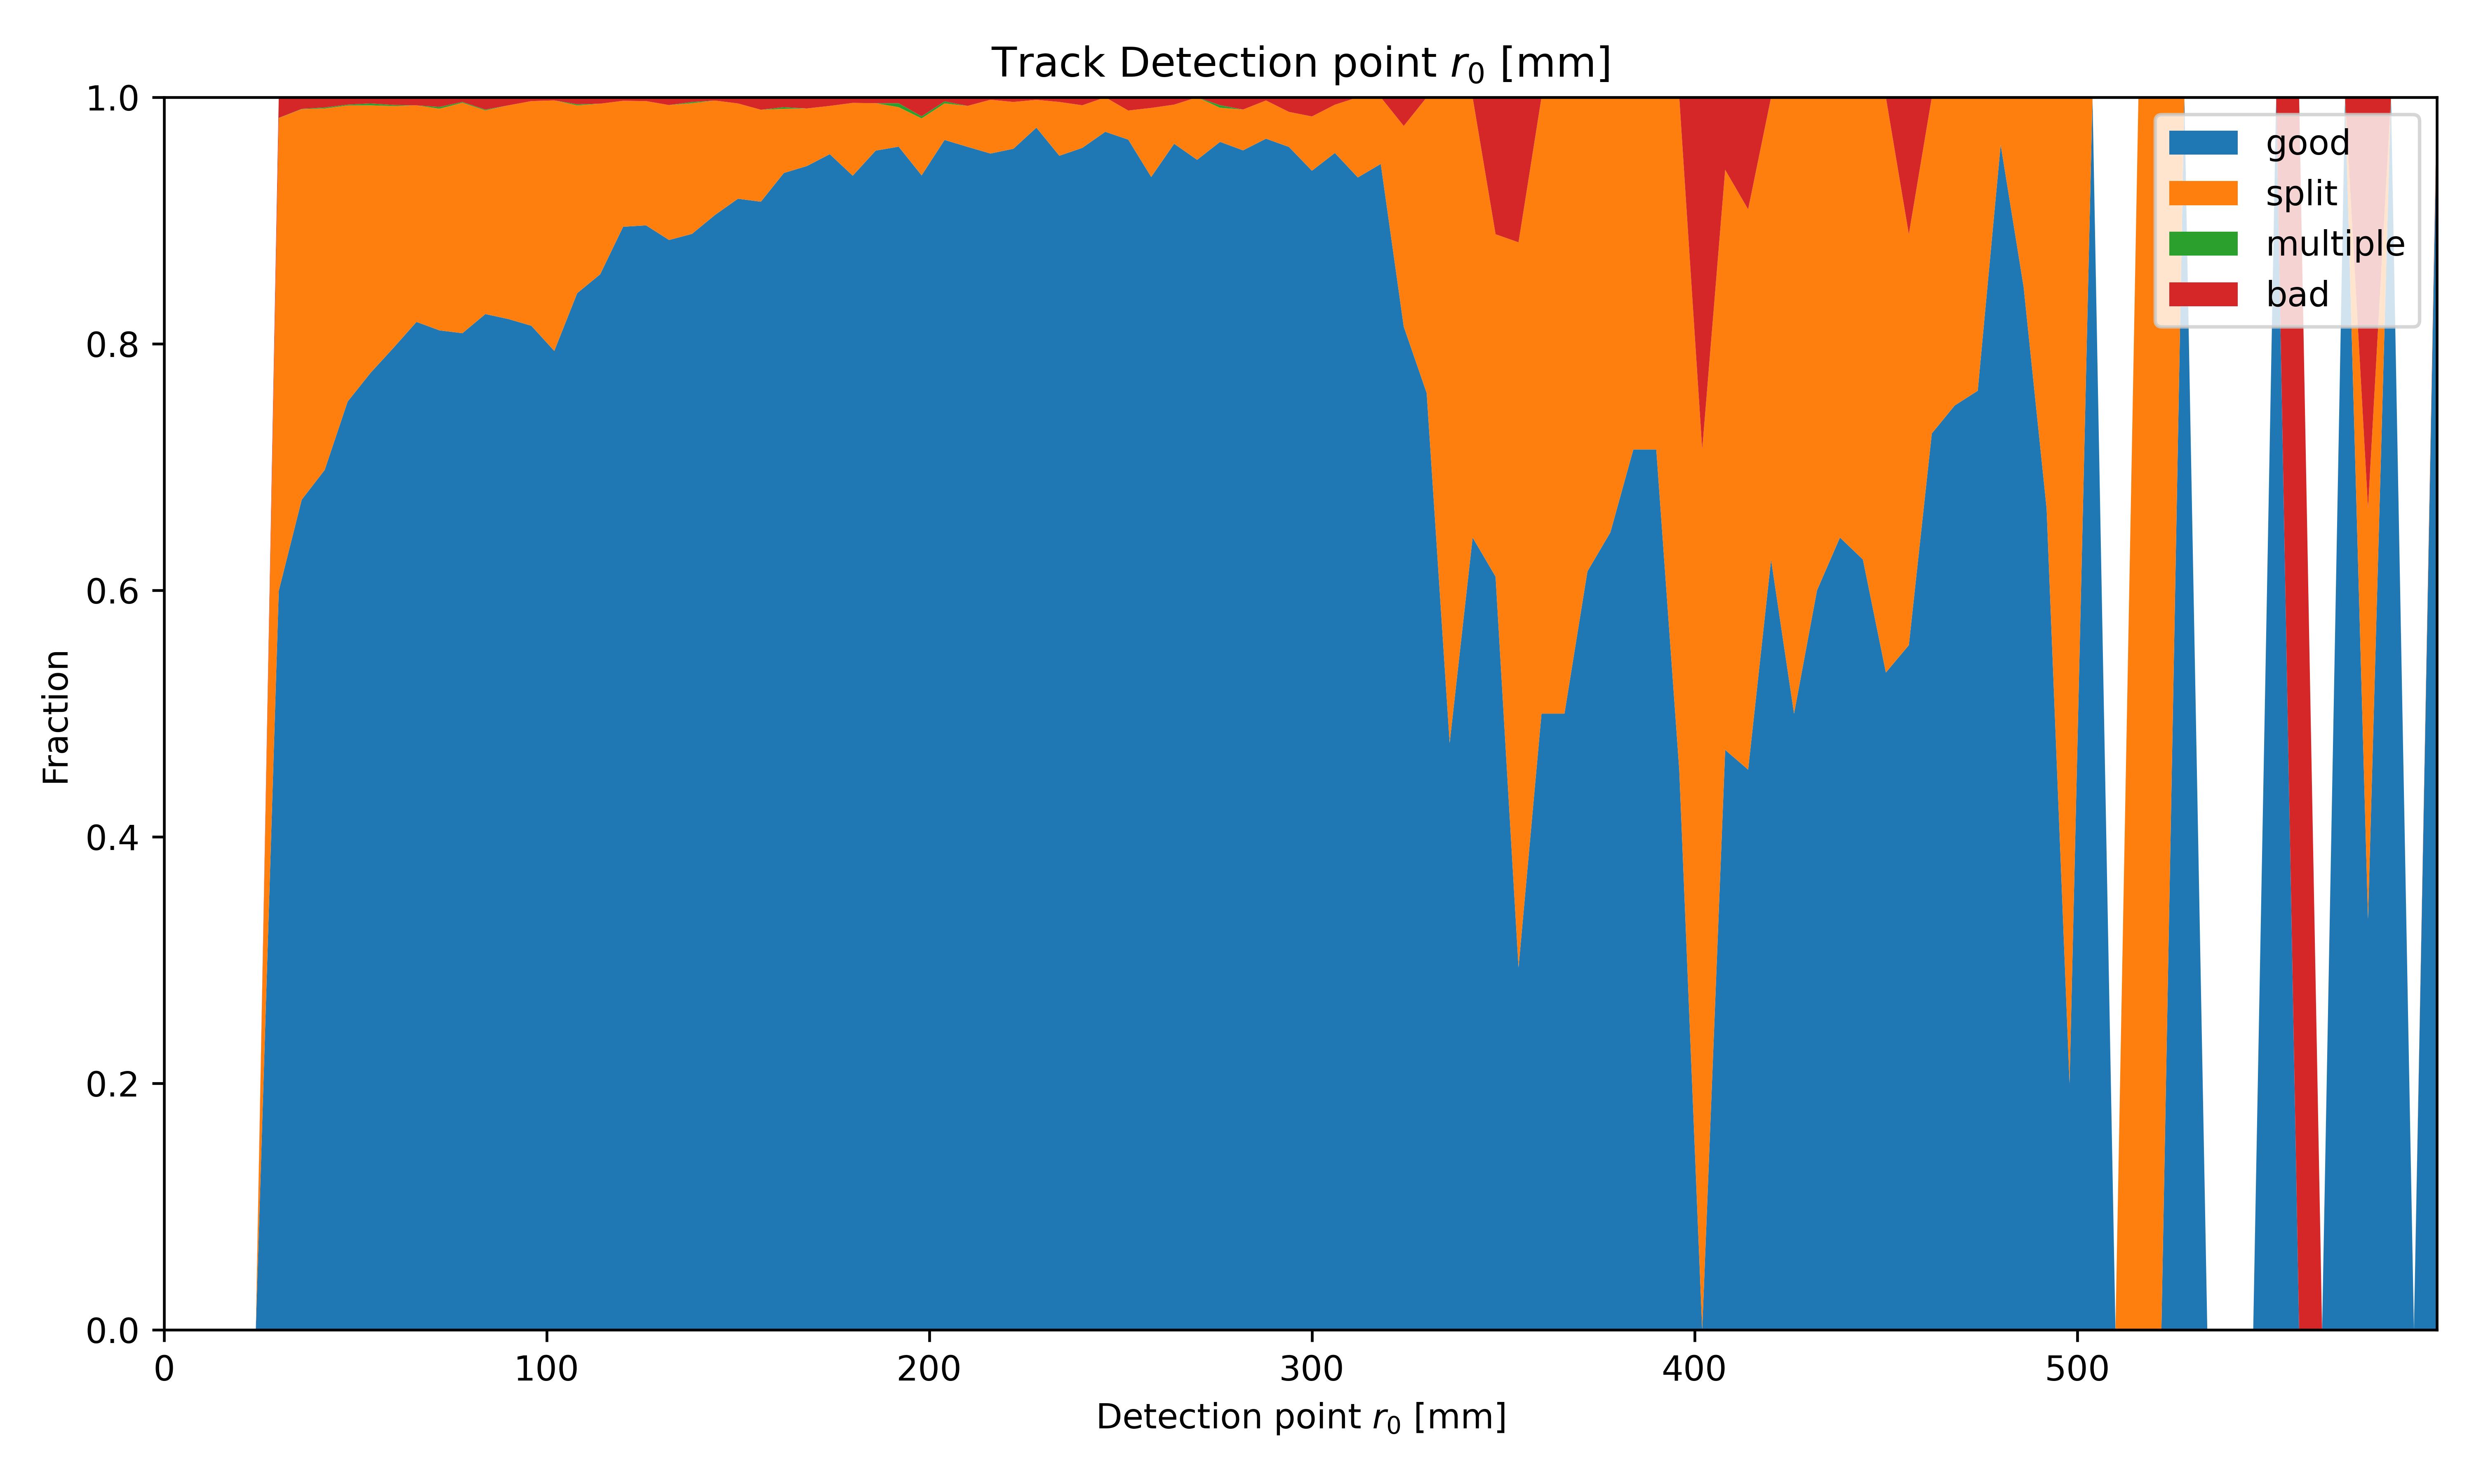 Track Detection point r₀ [mm]
1.0
0.8
0.6
0.4
0.2
0.0
Fraction
good
split
multiple
bad
0 100 200 300 400 500
Detection point r₀ [mm]